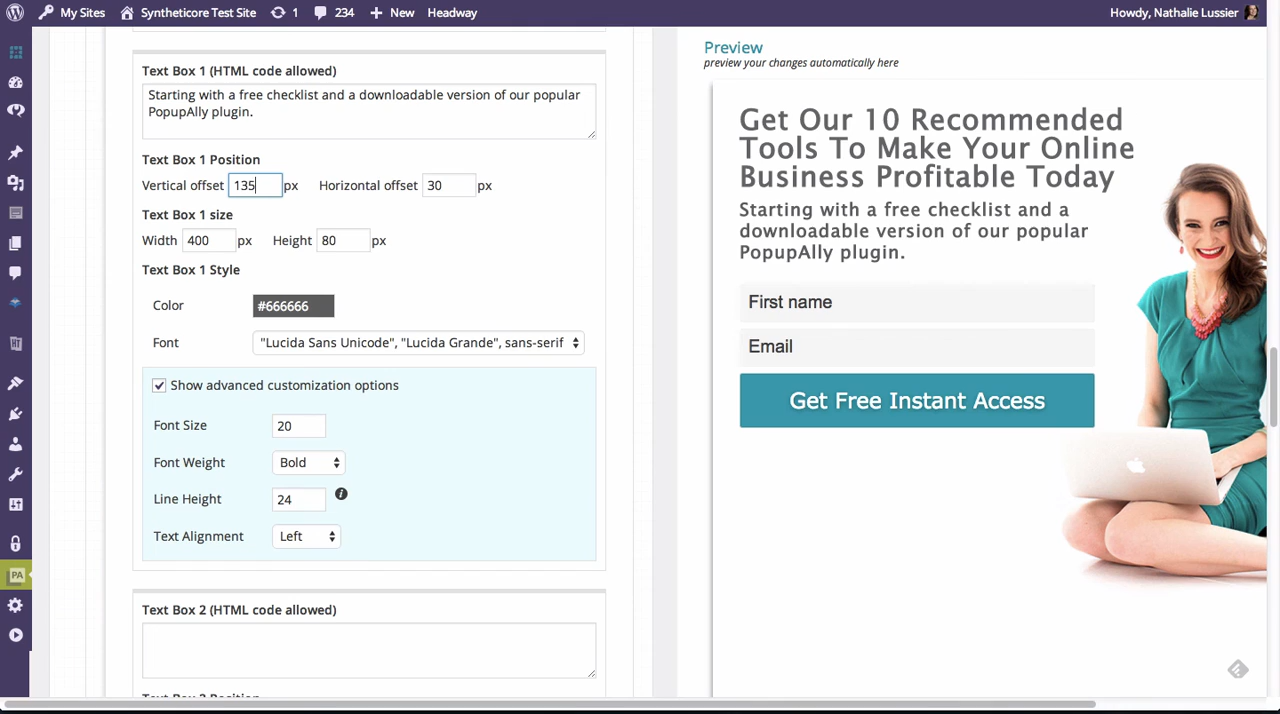 My Sites Syntheticore Test Site 1 234 New Headway Howdy, Nathalie Lussier
Text Box 1 (HTML code allowed)
Starting with a free checklist and a downloadable version of our popular
PopupAlly plugin.
Text Box 1 Position
Vertical offset 135 px Horizontal offset 30 px
Text Box 1 size
Width 400 px Height 80 px
Text Box 1 Style
Color #666666
Font "Lucida Sans Unicode", "Lucida Grande", sans-serif
Show advanced customization options
Font Size 20
Font Weight Bold
Line Height 24
Text Alignment Left
Text Box 2 (HTML code allowed)
Text Box 2 Position
PA
Preview
preview your changes automatically here
Get Our 10 Recommended
Tools To Make Your Online
Business Profitable Today
Starting with a free checklist and a
downloadable version of our popular
PopupAlly plugin.
First name
Email
Get Free Instant Access